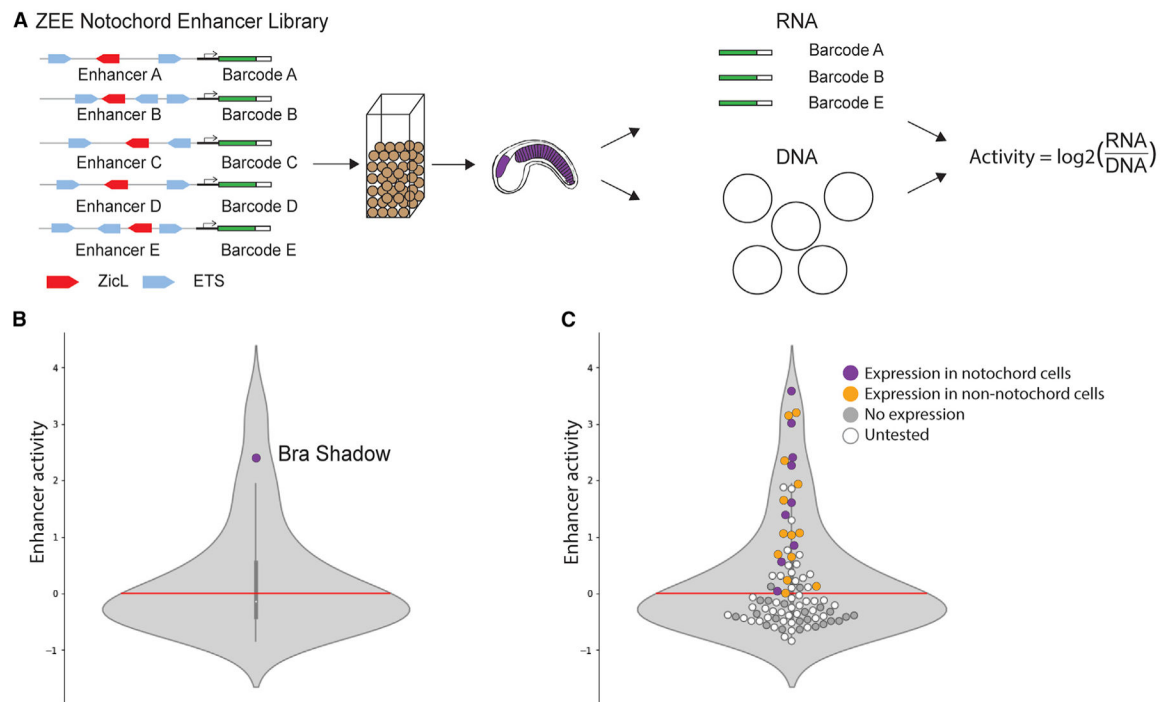 A ZEE Notochord Enhancer Library
Enhancer A Barcode A
Enhancer B Barcode B
Enhancer C Barcode C
Enhancer D Barcode D
Enhancer E Barcode E
ZicL ETS
RNA
Barcode A
Barcode B
Barcode E
DNA
Activity = log2(RNA/DNA)
B
Enhancer activity
4
3
2
1
0
−1
Bra Shadow
C
Enhancer activity
4
3
2
1
0
−1
Expression in notochord cells
Expression in non-notochord cells
No expression
Untested